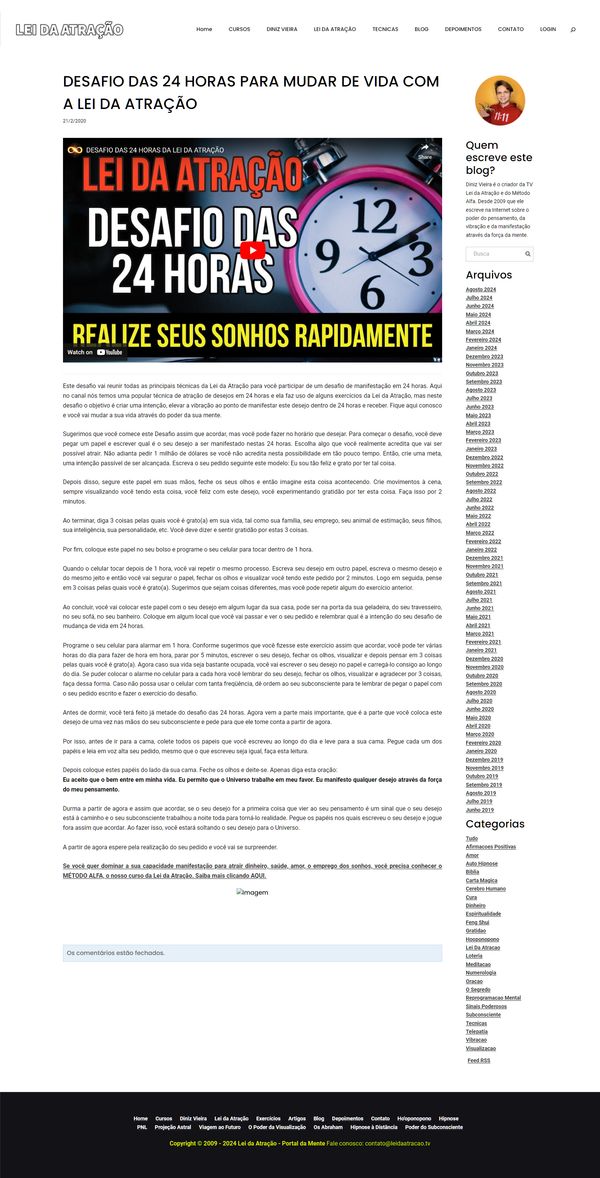 LEI DA ATRAÇÃO
Home CURSOS DINIZ VIEIRA LEI DA ATRAÇÃO TECNICAS BLOG DEPOIMENTOS CONTATO LOGIN
DESAFIO DAS 24 HORAS PARA MUDAR DE VIDA COM
A LEI DA ATRAÇÃO
21/2/2020
DESAFIO DAS 24 HORAS DA LEI DA ATRAÇÃO
Share
LEI DA ATRAÇÃO
DESAFIO DAS
24 HORAS
REALIZE SEUS SONHOS RAPIDAMENTE
Watch on YouTube
Este desafio vai reunir todas as principais técnicas da Lei da Atração para você participar de um desafio de manifestação em 24 horas. Aqui
no canal nós temos uma popular técnica de atração de desejos em 24 horas e ela faz uso de alguns exercícios da Lei da Atração, mas neste
desafio o objetivo é criar uma intenção, elevar a vibração ao ponto de manifestar este desejo dentro de 24 horas e receber. Fique aqui conosco
e você vai mudar a sua vida através do poder da sua mente.
Sugerimos que você comece este Desafio assim que acordar, mas você pode fazer no horário que desejar. Para começar o desafio, você deve
pegar um papel e escrever qual é o seu desejo a ser manifestado nestas 24 horas. Escolha algo que você realmente acredita que vai ser
possível atrair. Não adianta pedir 1 milhão de dólares se você não acredita nesta possibilidade em tão pouco tempo. Então, crie uma meta,
uma intenção passível de ser alcançada. Escreva o seu pedido seguinte este modelo: Eu sou tão feliz e grato por ter tal coisa.
Depois disso, segure este papel em suas mãos, feche os seus olhos e então imagine esta coisa acontecendo. Crie movimentos à cena,
sempre visualizando você tendo esta coisa, você feliz com este desejo, você experimentando gratidão por ter esta coisa. Faça isso por 2
minutos.
Ao terminar, diga 3 coisas pelas quais você é grato(a) em sua vida, tal como sua família, seu emprego, seu animal de estimação, seus filhos,
sua inteligência, sua personalidade, etc. Você deve dizer e sentir gratidão por estas 3 coisas.
Por fim, coloque este papel no seu bolso e programe o seu celular para tocar dentro de 1 hora.
Quando o celular tocar depois de 1 hora, você vai repetir o mesmo processo. Escreva seu desejo em outro papel, escreva o mesmo desejo e
do mesmo jeito e então você vai segurar o papel, fechar os olhos e visualizar você tendo este pedido por 2 minutos. Logo em seguida, pense
em 3 coisas pelas quais você é grato(a). Sugerimos que sejam coisas diferentes, mas você pode repetir algum do exercício anterior.
Ao concluir, você vai colocar este papel com o seu desejo em algum lugar da sua casa, pode ser na porta da sua geladeira, do seu travesseiro,
no seu sofá, no seu banheiro. Coloque em algum local que você vai passar e ver o seu pedido e relembrar qual é a intenção do seu desafio de
mudança de vida em 24 horas.
Programe o seu celular para alarmar em 1 hora. Conforme sugerimos que você fizesse este exercício assim que acordar, você pode ter várias
horas do dia para fazer de hora em hora, parar por 5 minutos, escrever o seu desejo, fechar os olhos, visualizar e depois pensar em 3 coisas
pelas quais você é grato(a). Agora caso sua vida seja bastante ocupada, você vai escrever o seu desejo no papel e carregá-lo consigo ao longo
do dia. Se puder colocar o alarme no celular para a cada hora você lembrar do seu desejo, fechar os olhos, visualizar e agradecer por 3 coisas,
faça dessa forma. Caso não possa usar o celular com tanta freqüência, dê ordem ao seu subconsciente para te lembrar de pegar o papel com
o seu pedido escrito e fazer o exercício do desafio.
Antes de dormir, você terá feito já metade do desafio das 24 horas. Agora vem a parte mais importante, que é a parte que você coloca este
desejo de uma vez nas mãos do seu subconsciente e pede para que ele tome conta a partir de agora.
Por isso, antes de ir para a cama, colete todos os papeis que você escreveu ao longo do dia e leve para a sua cama. Pegue cada um dos
papéis e leia em voz alta seu pedido, mesmo que o que escreveu seja igual, faça esta leitura.
Depois coloque estes papéis do lado da sua cama. Feche os olhos e deite-se. Apenas diga esta oração:
Eu aceito que o bem entre em minha vida. Eu permito que o Universo trabalhe em meu favor. Eu manifesto qualquer desejo através da força
do meu pensamento.
Durma a partir de agora e assim que acordar, se o seu desejo for a primeira coisa que vier ao seu pensamento é um sinal que o seu desejo
está à caminho e o seu subconsciente trabalhou a noite toda para torná-lo realidade. Pegue os papéis nos quais escreveu o seu desejo e jogue
fora assim que acordar. Ao fazer isso, você estará soltando o seu desejo para o Universo.
A partir de agora espere pela realização do seu pedido e você vai se surpreender.
Se você quer dominar a sua capacidade manifestação para atrair dinheiro, saúde, amor, o emprego dos sonhos, você precisa conhecer o
MÉTODO ALFA, o nosso curso da Lei da Atração. Saiba mais clicando AQUI.
Imagem
Os comentários estão fechados.
11:11
Quem
escreve este
blog?
Diniz Vieira é o criador da TV
Lei da Atração e do Método
Alfa. Desde 2009 que ele
escreve na Internet sobre o
poder do pensamento, da
vibração e da manifestação
através da força da mente.
Busca
Arquivos
Agosto 2024
Julho 2024
Junho 2024
Maio 2024
Abril 2024
Março 2024
Fevereiro 2024
Janeiro 2024
Dezembro 2023
Novembro 2023
Outubro 2023
Setembro 2023
Agosto 2023
Julho 2023
Junho 2023
Maio 2023
Abril 2023
Março 2023
Fevereiro 2023
Janeiro 2023
Dezembro 2022
Novembro 2022
Outubro 2022
Setembro 2022
Agosto 2022
Julho 2022
Junho 2022
Maio 2022
Abril 2022
Março 2022
Fevereiro 2022
Janeiro 2022
Dezembro 2021
Novembro 2021
Outubro 2021
Setembro 2021
Agosto 2021
Julho 2021
Junho 2021
Maio 2021
Abril 2021
Março 2021
Fevereiro 2021
Janeiro 2021
Dezembro 2020
Novembro 2020
Outubro 2020
Setembro 2020
Agosto 2020
Julho 2020
Junho 2020
Maio 2020
Abril 2020
Março 2020
Fevereiro 2020
Janeiro 2020
Dezembro 2019
Novembro 2019
Outubro 2019
Setembro 2019
Agosto 2019
Julho 2019
Junho 2019
Categorias
Tudo
Afirmacoes Positivas
Amor
Auto Hipnose
Biblia
Carta Magica
Cerebro Humano
Cura
Dinheiro
Espiritualidade
Feng Shui
Gratidao
Hooponopono
Lei Da Atracao
Loteria
Meditacao
Numerologia
Oracao
O Segredo
Reprogramacao Mental
Sinais Poderosos
Subconsciente
Tecnicas
Telepatia
Vibracao
Visualizacao
Feed RSS
Home Cursos Diniz Vieira Lei da Atração Exercícios Artigos Blog Depoimentos Contato Ho'oponopono Hipnose
PNL Projeção Astral Viagem ao Futuro O Poder da Visualização Os Abraham Hipnose à Distância Poder do Subconsciente
Copyright © 2009 - 2024 Lei da Atração - Portal da Mente Fale conosco: contato@leidaatracao.tv